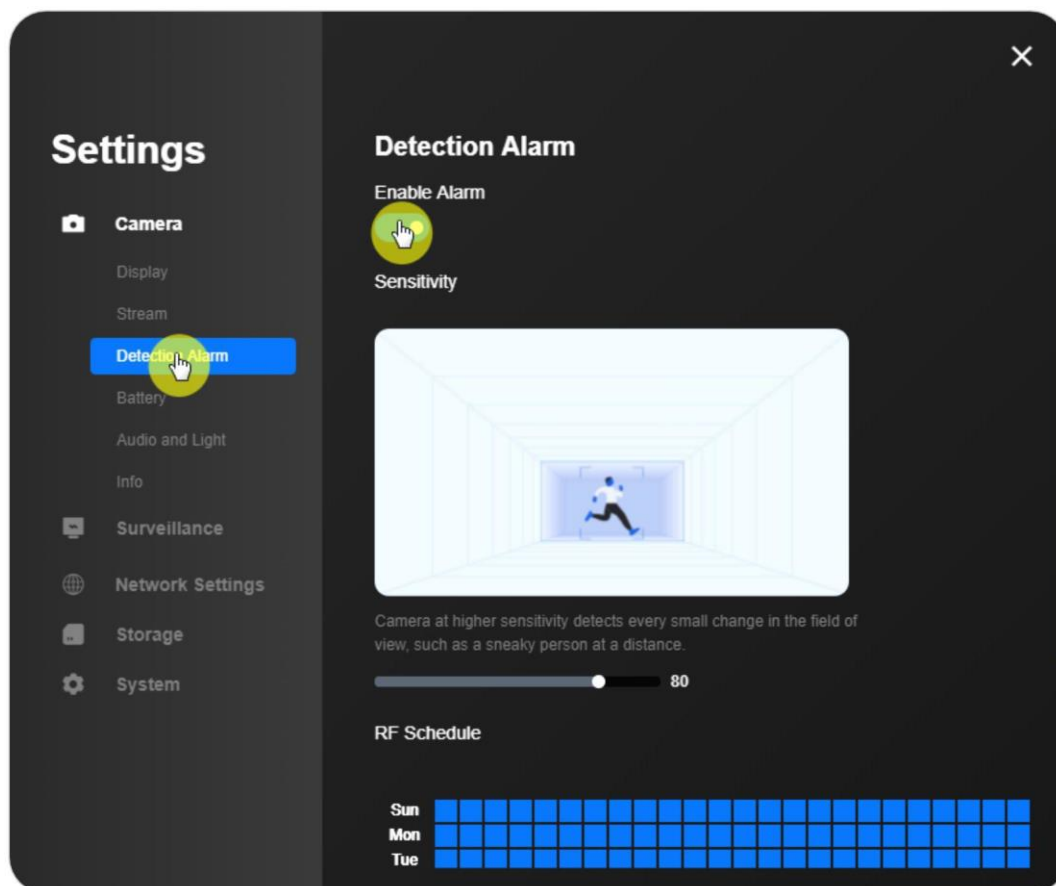 Settings
Camera
Display
Stream
Detection Alarm
Battery
Audio and Light
Info
Surveillance
Network Settings
Storage
System
Detection Alarm
Enable Alarm
Sensitivity
Camera at higher sensitivity detects every small change in the field of
view, such as a sneaky person at a distance.
80
RF Schedule
Sun
Mon
Tue